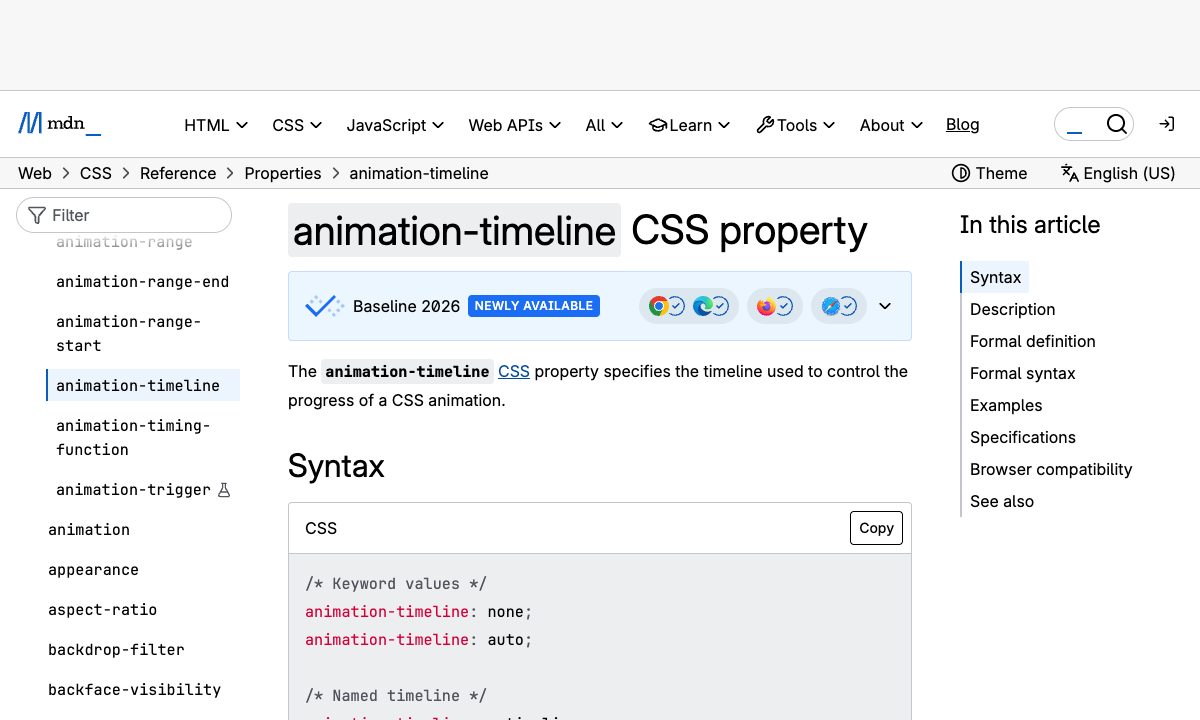 mdn_
HTML CSS JavaScript Web APIs All Learn Tools About Blog
Web CSS Reference Properties animation-timeline Theme English (US)
Filter
animation-range
animation-range-end
animation-range-
start
animation-timeline
animation-timing-
function
animation-trigger
animation
appearance
aspect-ratio
backdrop-filter
backface-visibility
animation-timeline CSS property
Baseline 2026 NEWLY AVAILABLE
The animation-timeline CSS property specifies the timeline used to control the
progress of a CSS animation.
Syntax
CSS Copy
/* Keyword values */
animation-timeline: none;
animation-timeline: auto;
/* Named timeline */
In this article
Syntax
Description
Formal definition
Formal syntax
Examples
Specifications
Browser compatibility
See also